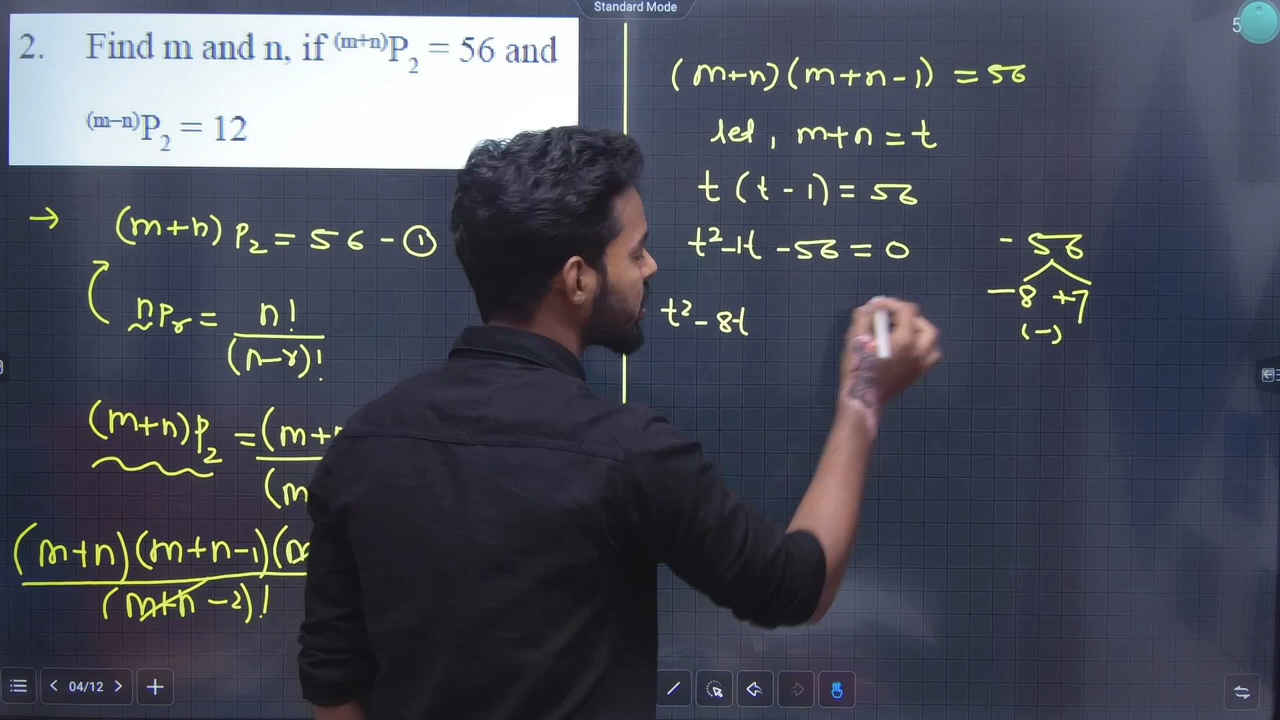 Standard Mode
2. Find m and n, if ⁽ᵐ⁺ⁿ⁾P₂ = 56 and
⁽ᵐ⁻ⁿ⁾P₂ = 12
→ (m+n) P₂ = 56 - ①
nPr = n! / (n-r)!
(m+n)P₂ = (m+
(m
(m+n)(m+n-1)(
(m+n-2)!
04/12
5
(m+n)(m+n-1) = 56
let, m+n = t
t(t-1) = 56
t²-1t -56 = 0
t² - 8t
- 56
-8 +7
(-)